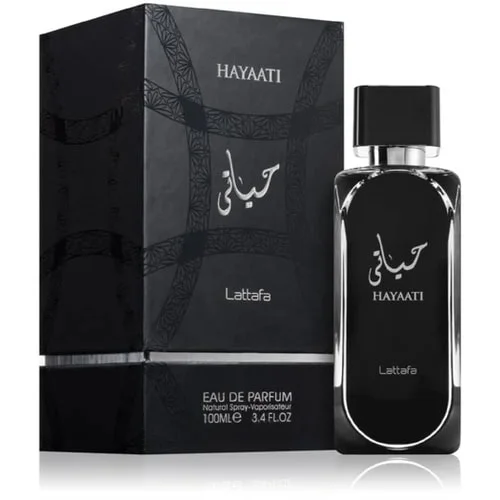 HAYAATI
حياتي
Lattafa
EAU DE PARFUM
Natural Spray-Vaporisateur
100ML℮ 3.4 FL.OZ
حياتي
HAYAATI
Lattafa